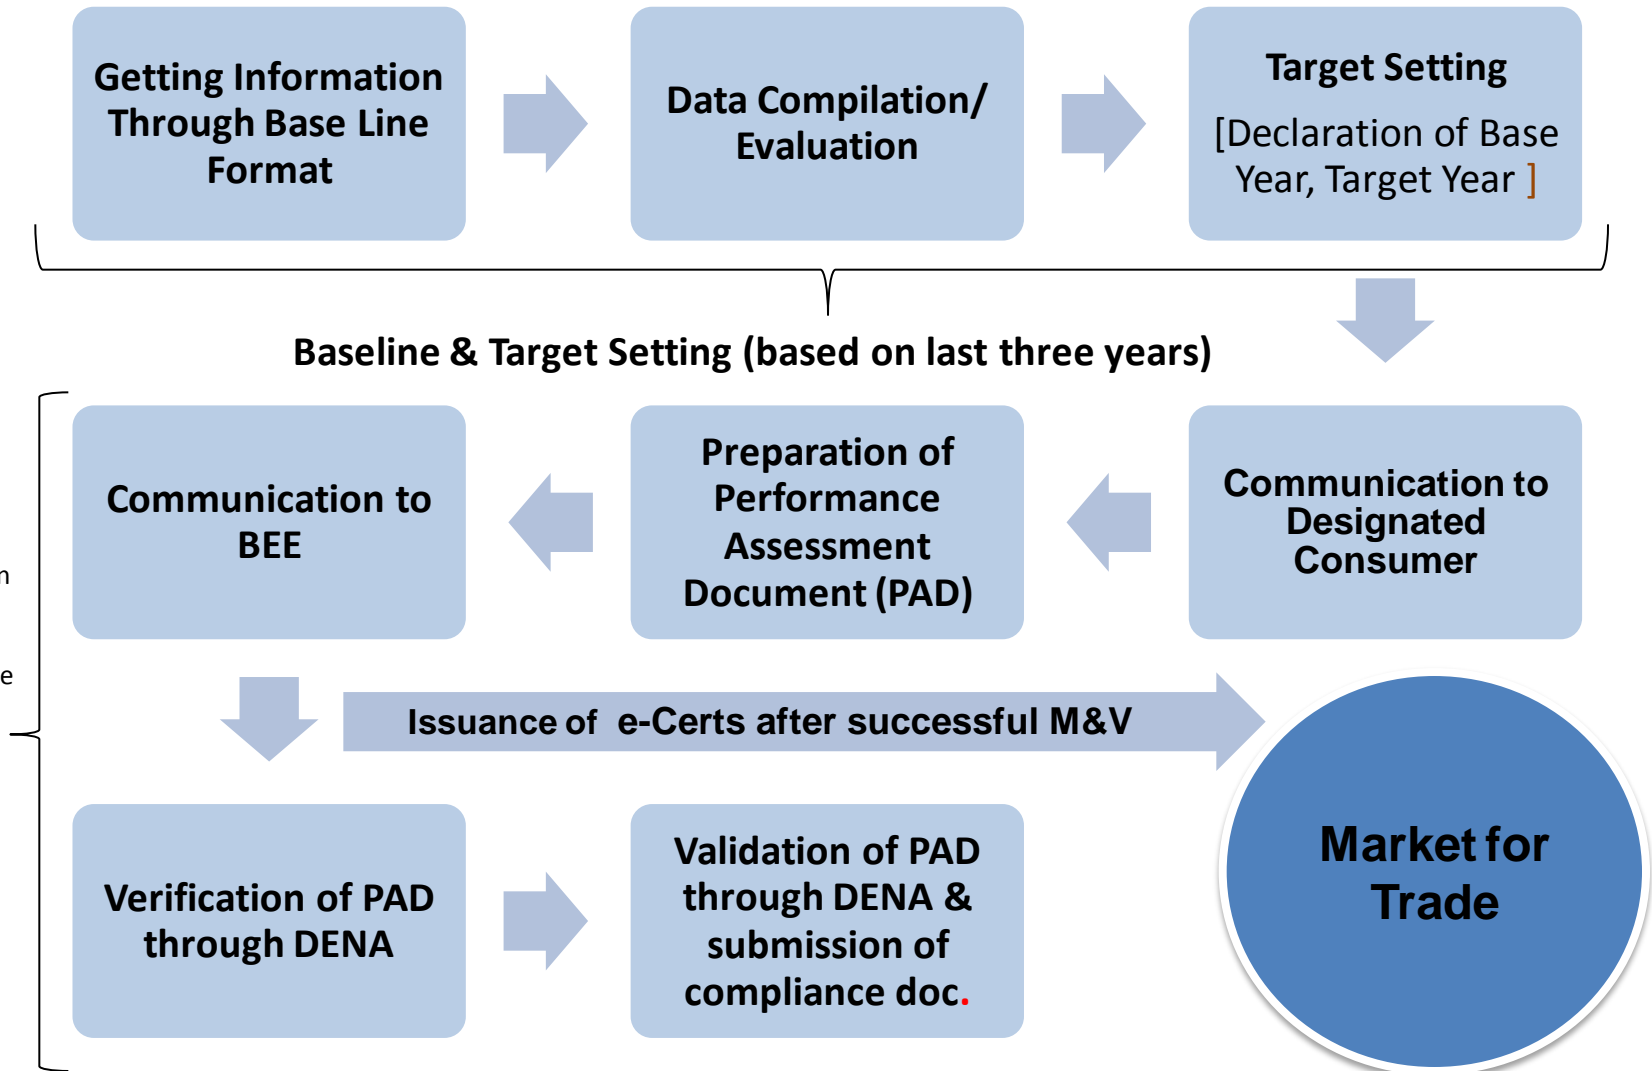 Getting Information
Through Base Line
Format
Data Compilation/
Evaluation
Target Setting
[Declaration of Base
Year, Target Year ]
Baseline & Target Setting (based on last three years)
Communication to
BEE
Preparation of
Performance
Assessment
Document (PAD)
Communication to
Designated
Consumer
Issuance of e-Certs after successful M&V
Verification of PAD
through DENA
Validation of PAD
through DENA &
submission of
compliance doc.
Market for
Trade